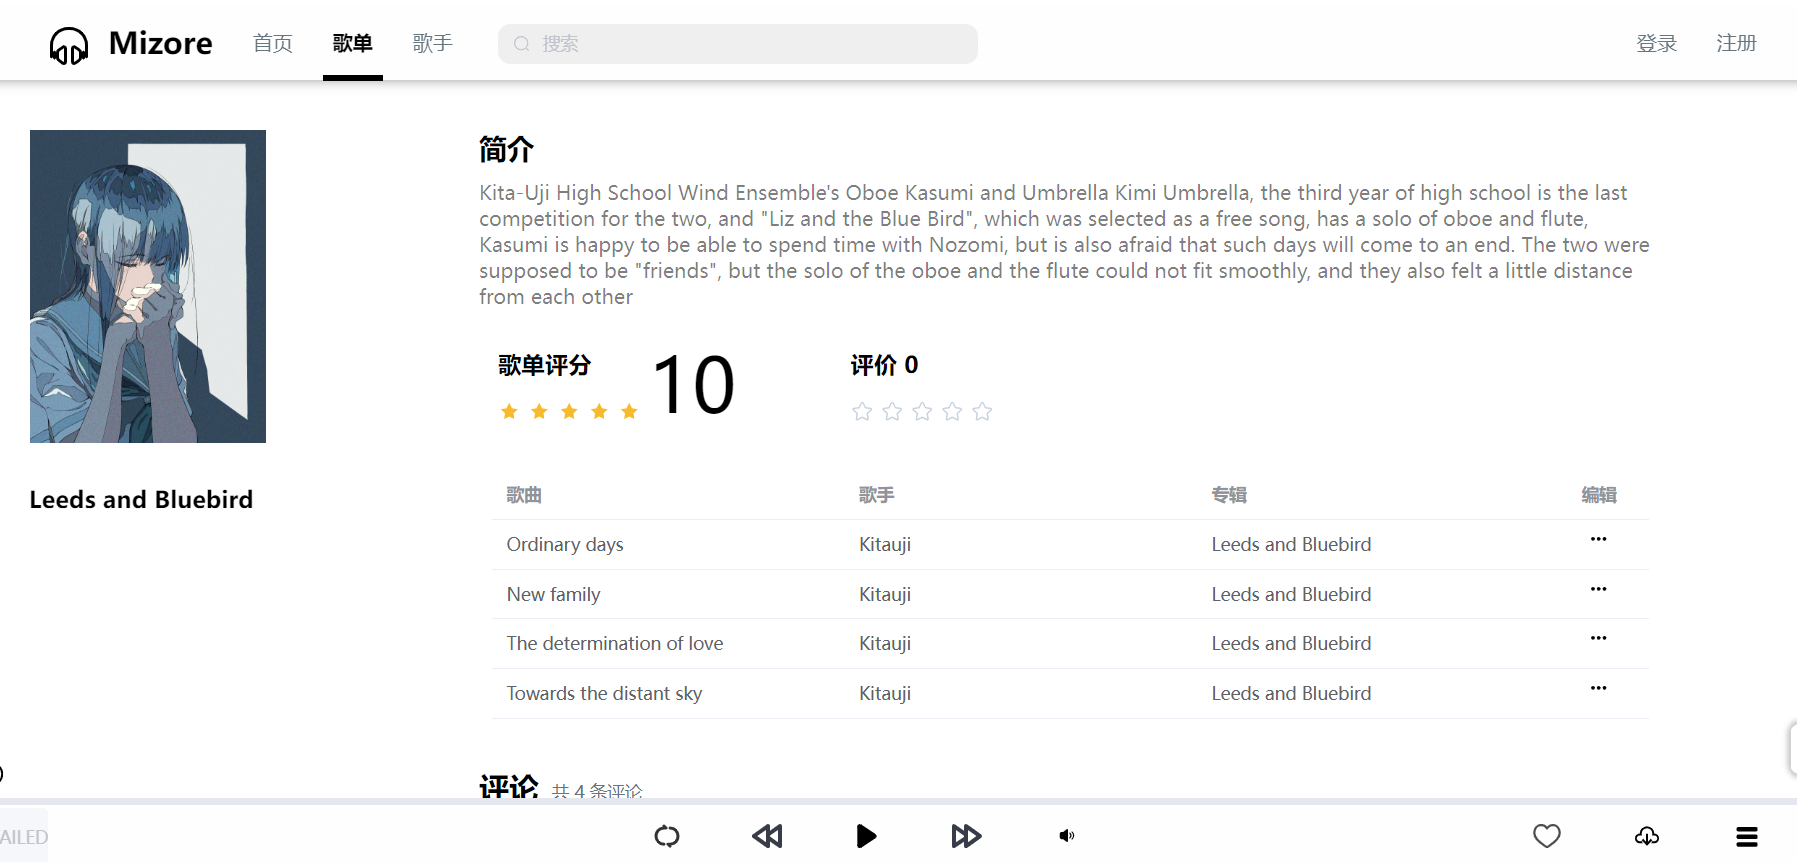 Mizore 首页 歌单 歌手 搜索 登录 注册
简介
Kita-Uji High School Wind Ensemble's Oboe Kasumi and Umbrella Kimi Umbrella, the third year of high school is the last
competition for the two, and "Liz and the Blue Bird", which was selected as a free song, has a solo of oboe and flute,
Kasumi is happy to be able to spend time with Nozomi, but is also afraid that such days will come to an end. The two were
supposed to be "friends", but the solo of the oboe and the flute could not fit smoothly, and they also felt a little distance
from each other
歌单评分 10 评价 0
Leeds and Bluebird
歌曲 歌手 专辑 编辑
Ordinary days Kitauji Leeds and Bluebird
New family Kitauji Leeds and Bluebird
The determination of love Kitauji Leeds and Bluebird
Towards the distant sky Kitauji Leeds and Bluebird
评论 共 4 条评论
AILED